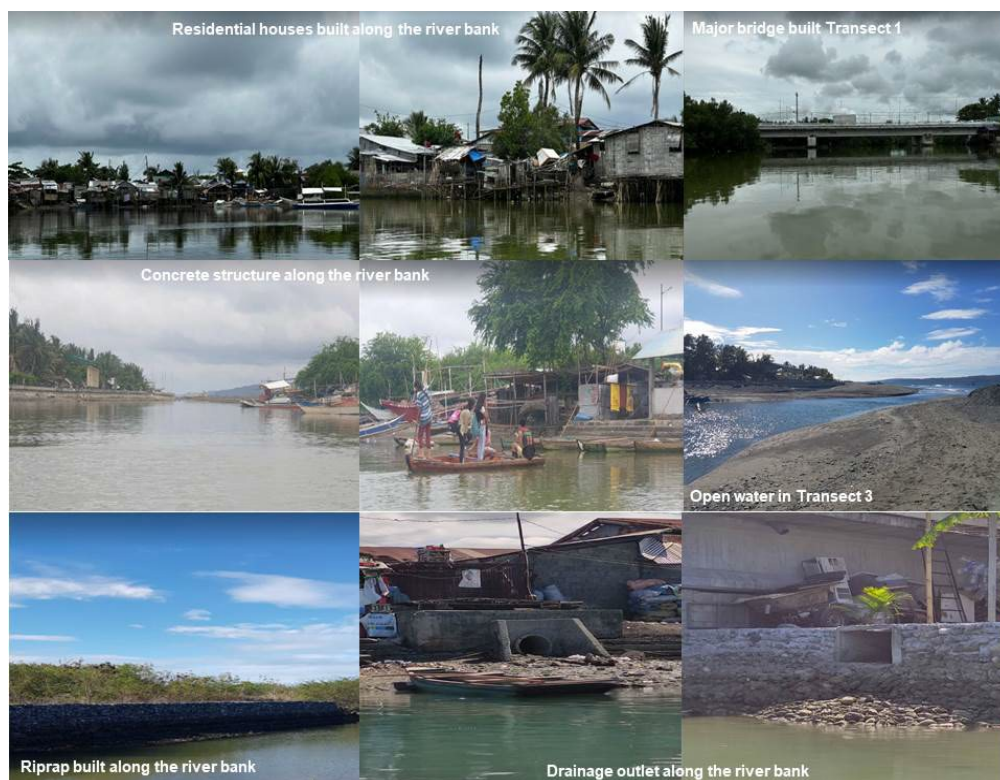 Residential houses built along the river bank
Major bridge built Transect 1
Concrete structure along the river bank
Open water in Transect 3
Riprap built along the river bank
Drainage outlet along the river bank